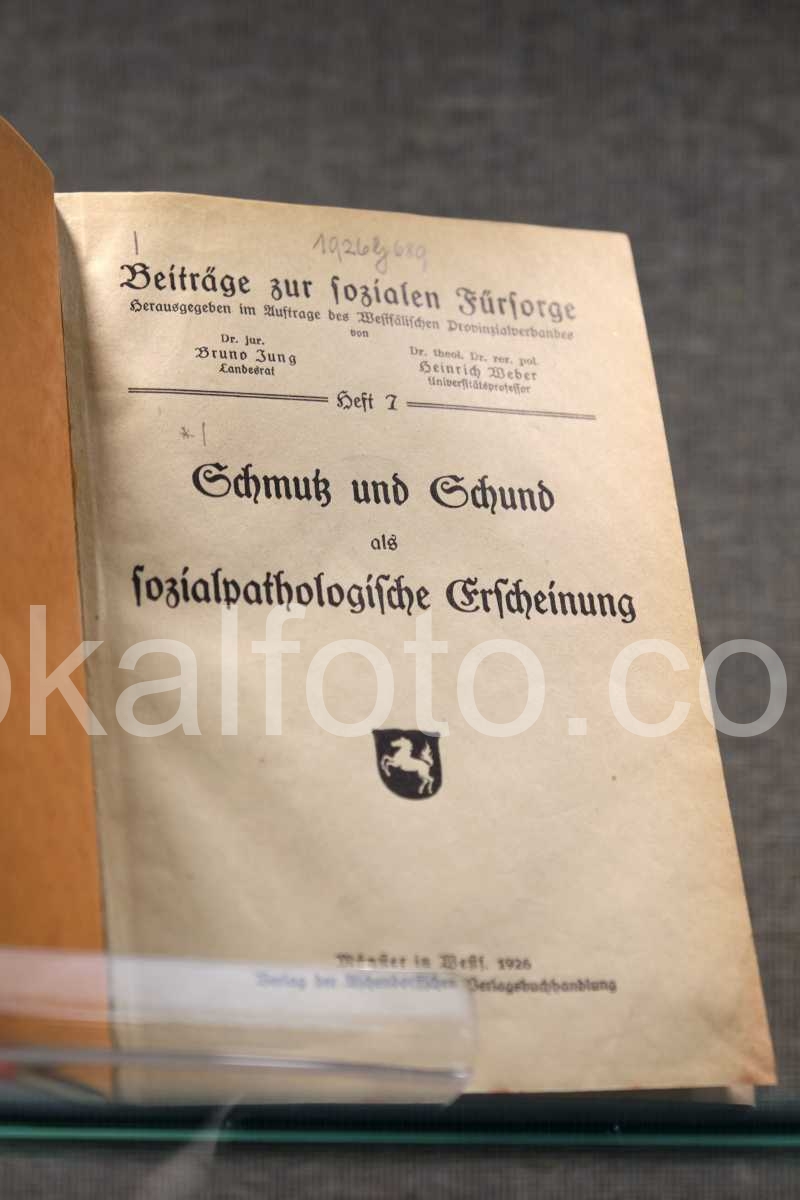 1926 g 689
Beiträge zur sozialen Fürsorge
Herausgegeben im Auftrage des Westfälischen Provinzialverbandes
von
Dr. jur.
Bruno Jung
Landesrat
Dr. theol. Dr. rer. pol.
Heinrich Weber
Universitätsprofessor
Heft 7
Schmutz und Schund
als
sozialpathologische Erscheinung
okalfoto.co
Münster in Westf. 1926
Verlag der Aschendorffschen Verlagsbuchhandlung